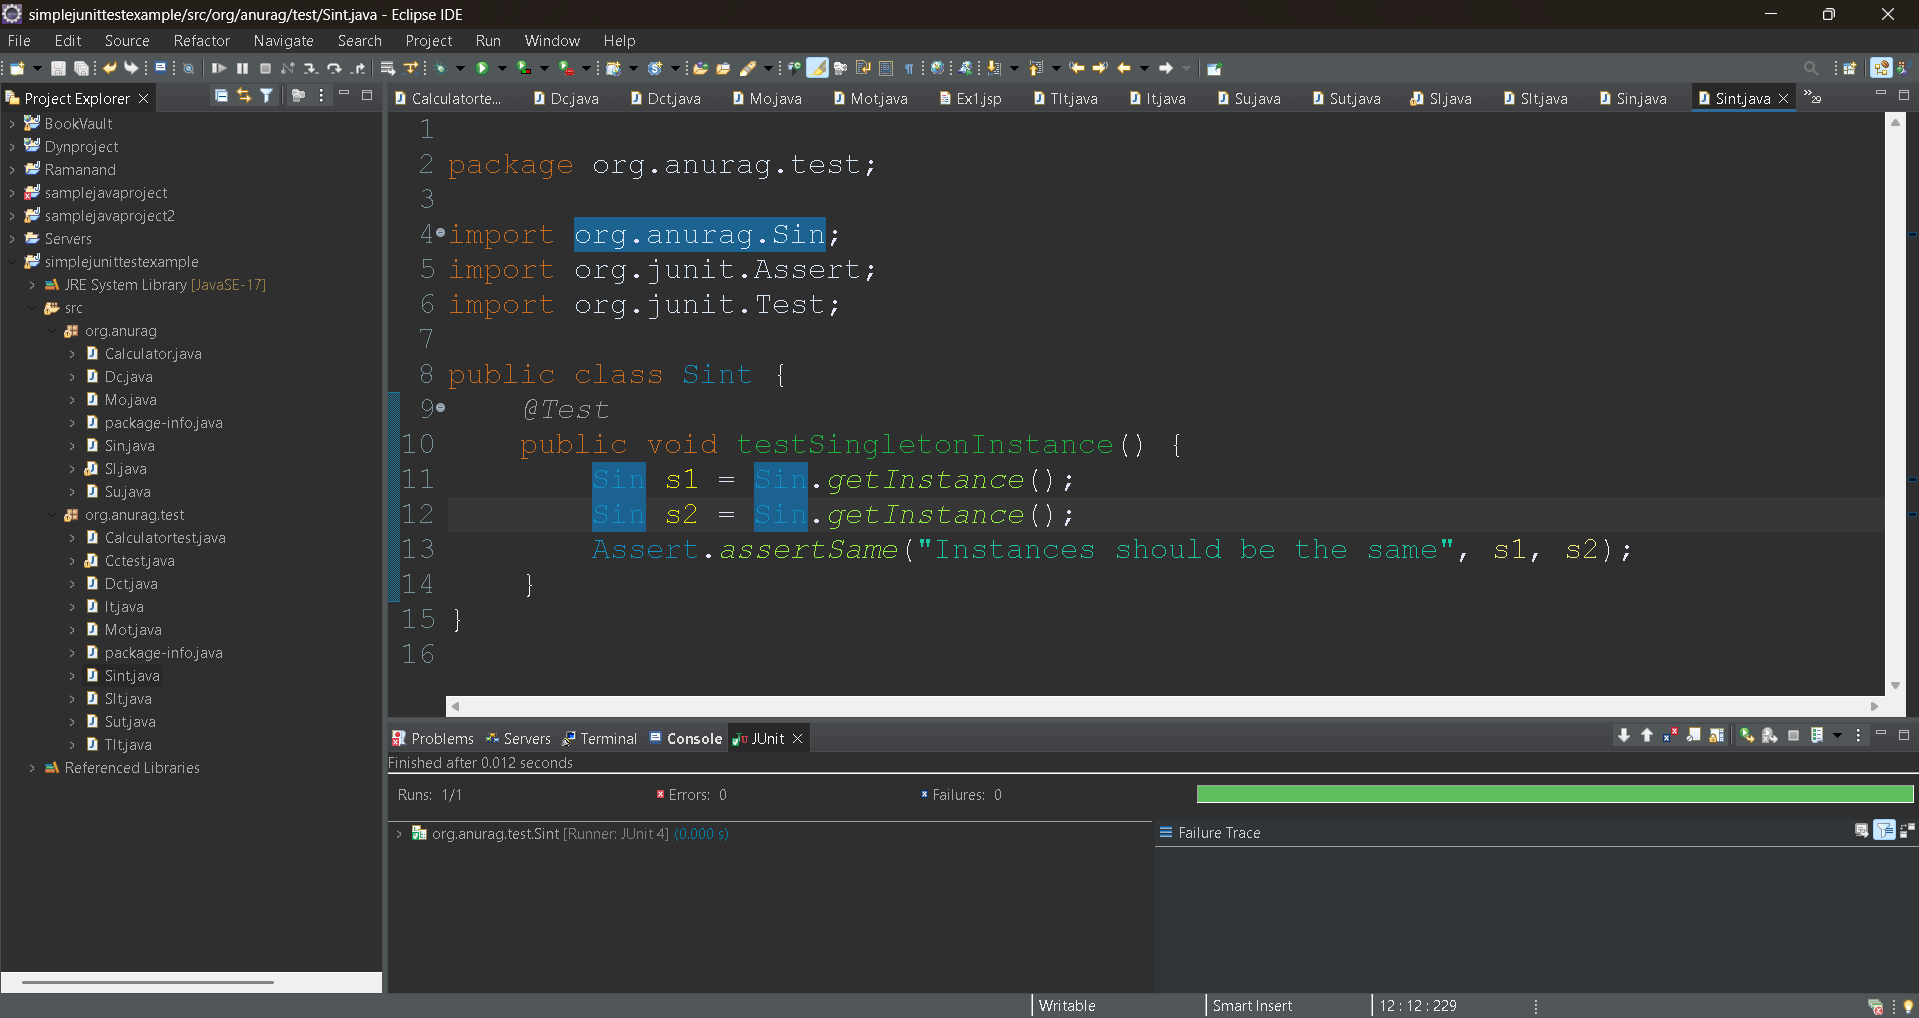 simplejunittestexample/src/org/anurag/test/Sint.java - Eclipse IDE
File Edit Source Refactor Navigate Search Project Run Window Help
Project Explorer
Calculatorte... Dc.java Dct.java Mo.java Mot.java Ex1.jsp TIt.java It.java Su.java Sut.java SI.java SIt.java Sin.java Sint.java »29
BookVault
Dynproject
Ramanand
samplejavaproject
samplejavaproject2
Servers
simplejunittestexample
JRE System Library [JavaSE-17]
src
org.anurag
Calculator.java
Dc.java
Mo.java
package-info.java
Sin.java
SI.java
Su.java
org.anurag.test
Calculatortest.java
Cctest.java
Dct.java
It.java
Mot.java
package-info.java
Sint.java
SIt.java
Sut.java
TIt.java
Referenced Libraries
1
2 package org.anurag.test;
3
4 import org.anurag.Sin;
5 import org.junit.Assert;
6 import org.junit.Test;
7
8 public class Sint {
9 @Test
10 public void testSingletonInstance() {
11 Sin s1 = Sin.getInstance();
12 Sin s2 = Sin.getInstance();
13 Assert.assertSame("Instances should be the same", s1, s2);
14 }
15 }
16
Problems Servers Terminal Console JUnit
Finished after 0.012 seconds
Runs: 1/1 Errors: 0 Failures: 0
org.anurag.test.Sint [Runner: JUnit 4] (0.000 s)
Failure Trace
Writable Smart Insert 12 : 12 : 229